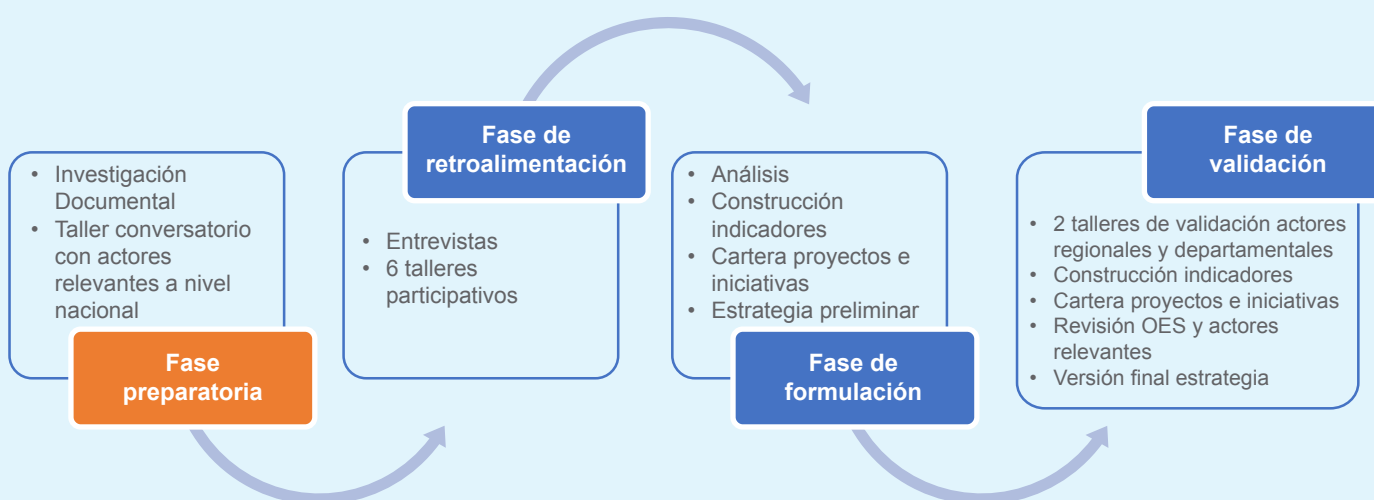 • Investigación
Documental
• Taller conversatorio
con actores
relevantes a nivel
nacional
Fase
preparatoria
Fase de
retroalimentación
• Entrevistas
• 6 talleres
participativos
• Análisis
• Construcción
indicadores
• Cartera proyectos e
iniciativas
• Estrategia preliminar
Fase de
formulación
Fase de
validación
• 2 talleres de validación actores
regionales y departamentales
• Construcción indicadores
• Cartera proyectos e iniciativas
• Revisión OES y actores
relevantes
• Versión final estrategia